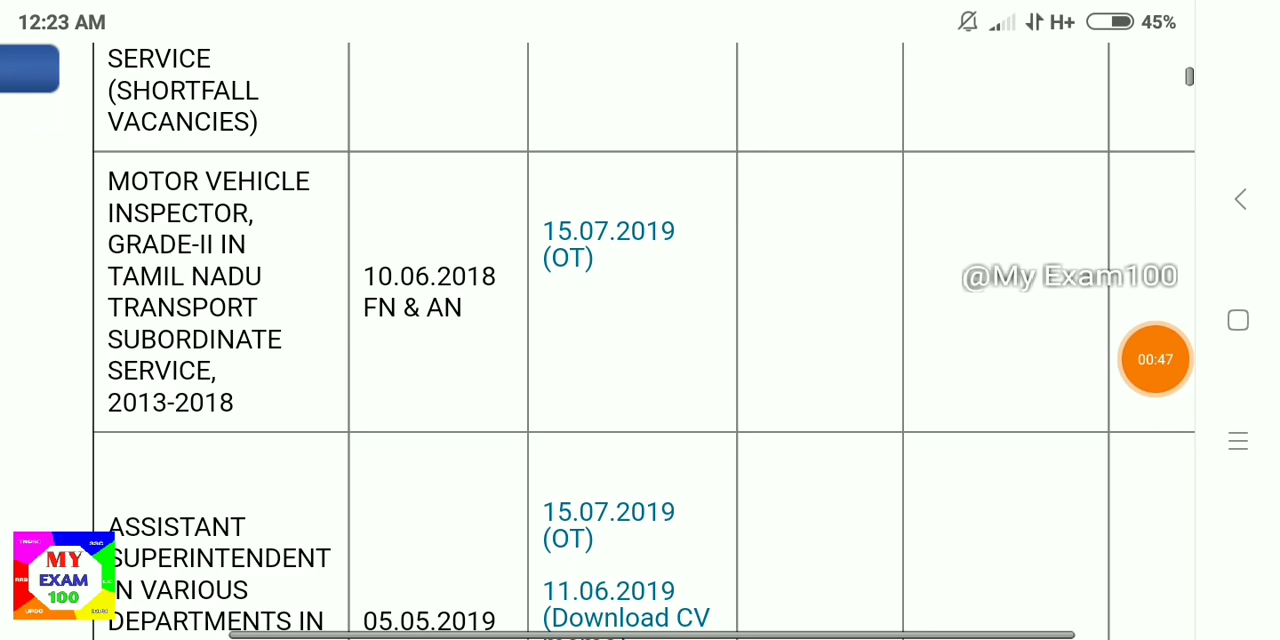 12:23 AM
H+
45%
SERVICE
(SHORTFALL
VACANCIES)
MOTOR VEHICLE
INSPECTOR,
GRADE-II IN
TAMIL NADU
TRANSPORT
SUBORDINATE
SERVICE,
2013-2018
10.06.2018
FN & AN
15.07.2019
(OT)
@My Exam100
00:47
ASSISTANT
SUPERINTENDENT
IN VARIOUS
DEPARTMENTS IN
05.05.2019
15.07.2019
(OT)
11.06.2019
(Download CV
MY
EXAM
100